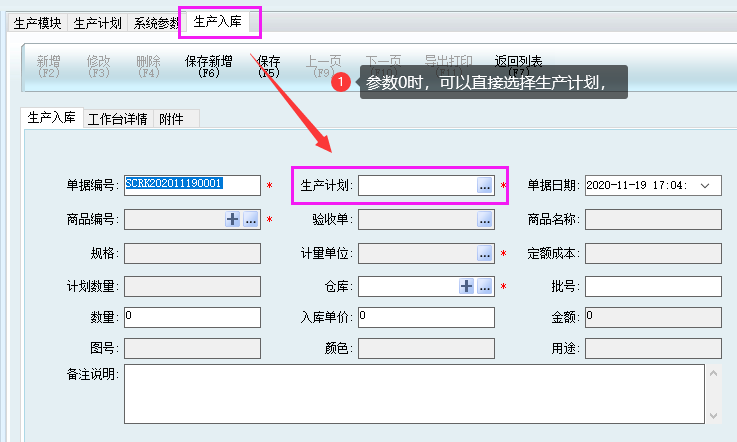 生产模块 生产计划 系统参数 生产入库
新增 修改 删除 保存新增 保存 上一页 下一页 导出打印 返回列表
(F2) (F3) (F4) (F6) (F5) (F9) (F10) (F11) (F7)
1 参数0时，可以直接选择生产计划，
生产入库 工作台详情 附件
单据编号: SCRK202011190001 * 生产计划: ... * 单据日期: 2020-11-19 17:04:
商品编号: + ... * 验收单: ... 商品名称:
规格: 计量单位: ... * 定额成本:
计划数量: 仓库: + ... * 批号:
数量: 0 入库单价: 0 金额: 0
图号: 颜色: 用途:
备注说明: